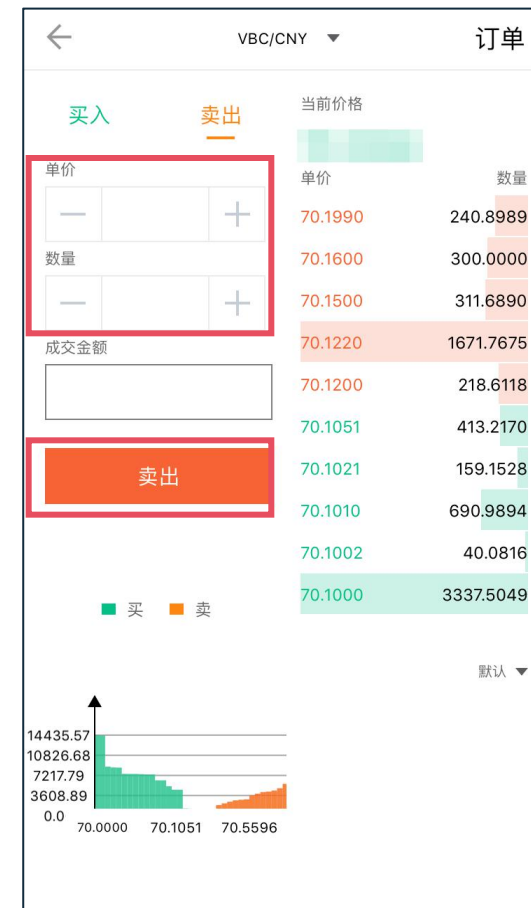 VBC/CNY ▼ 订单
买入 卖出
单价
数量
成交金额
卖出
当前价格
单价 数量
70.1990 240.8989
70.1600 300.0000
70.1500 311.6890
70.1220 1671.7675
70.1200 218.6118
70.1051 413.2170
70.1021 159.1528
70.1010 690.9894
70.1002 40.0816
70.1000 3337.5049
默认 ▼
买 卖
14435.57
10826.68
7217.79
3608.89
0.0
70.0000 70.1051 70.5596